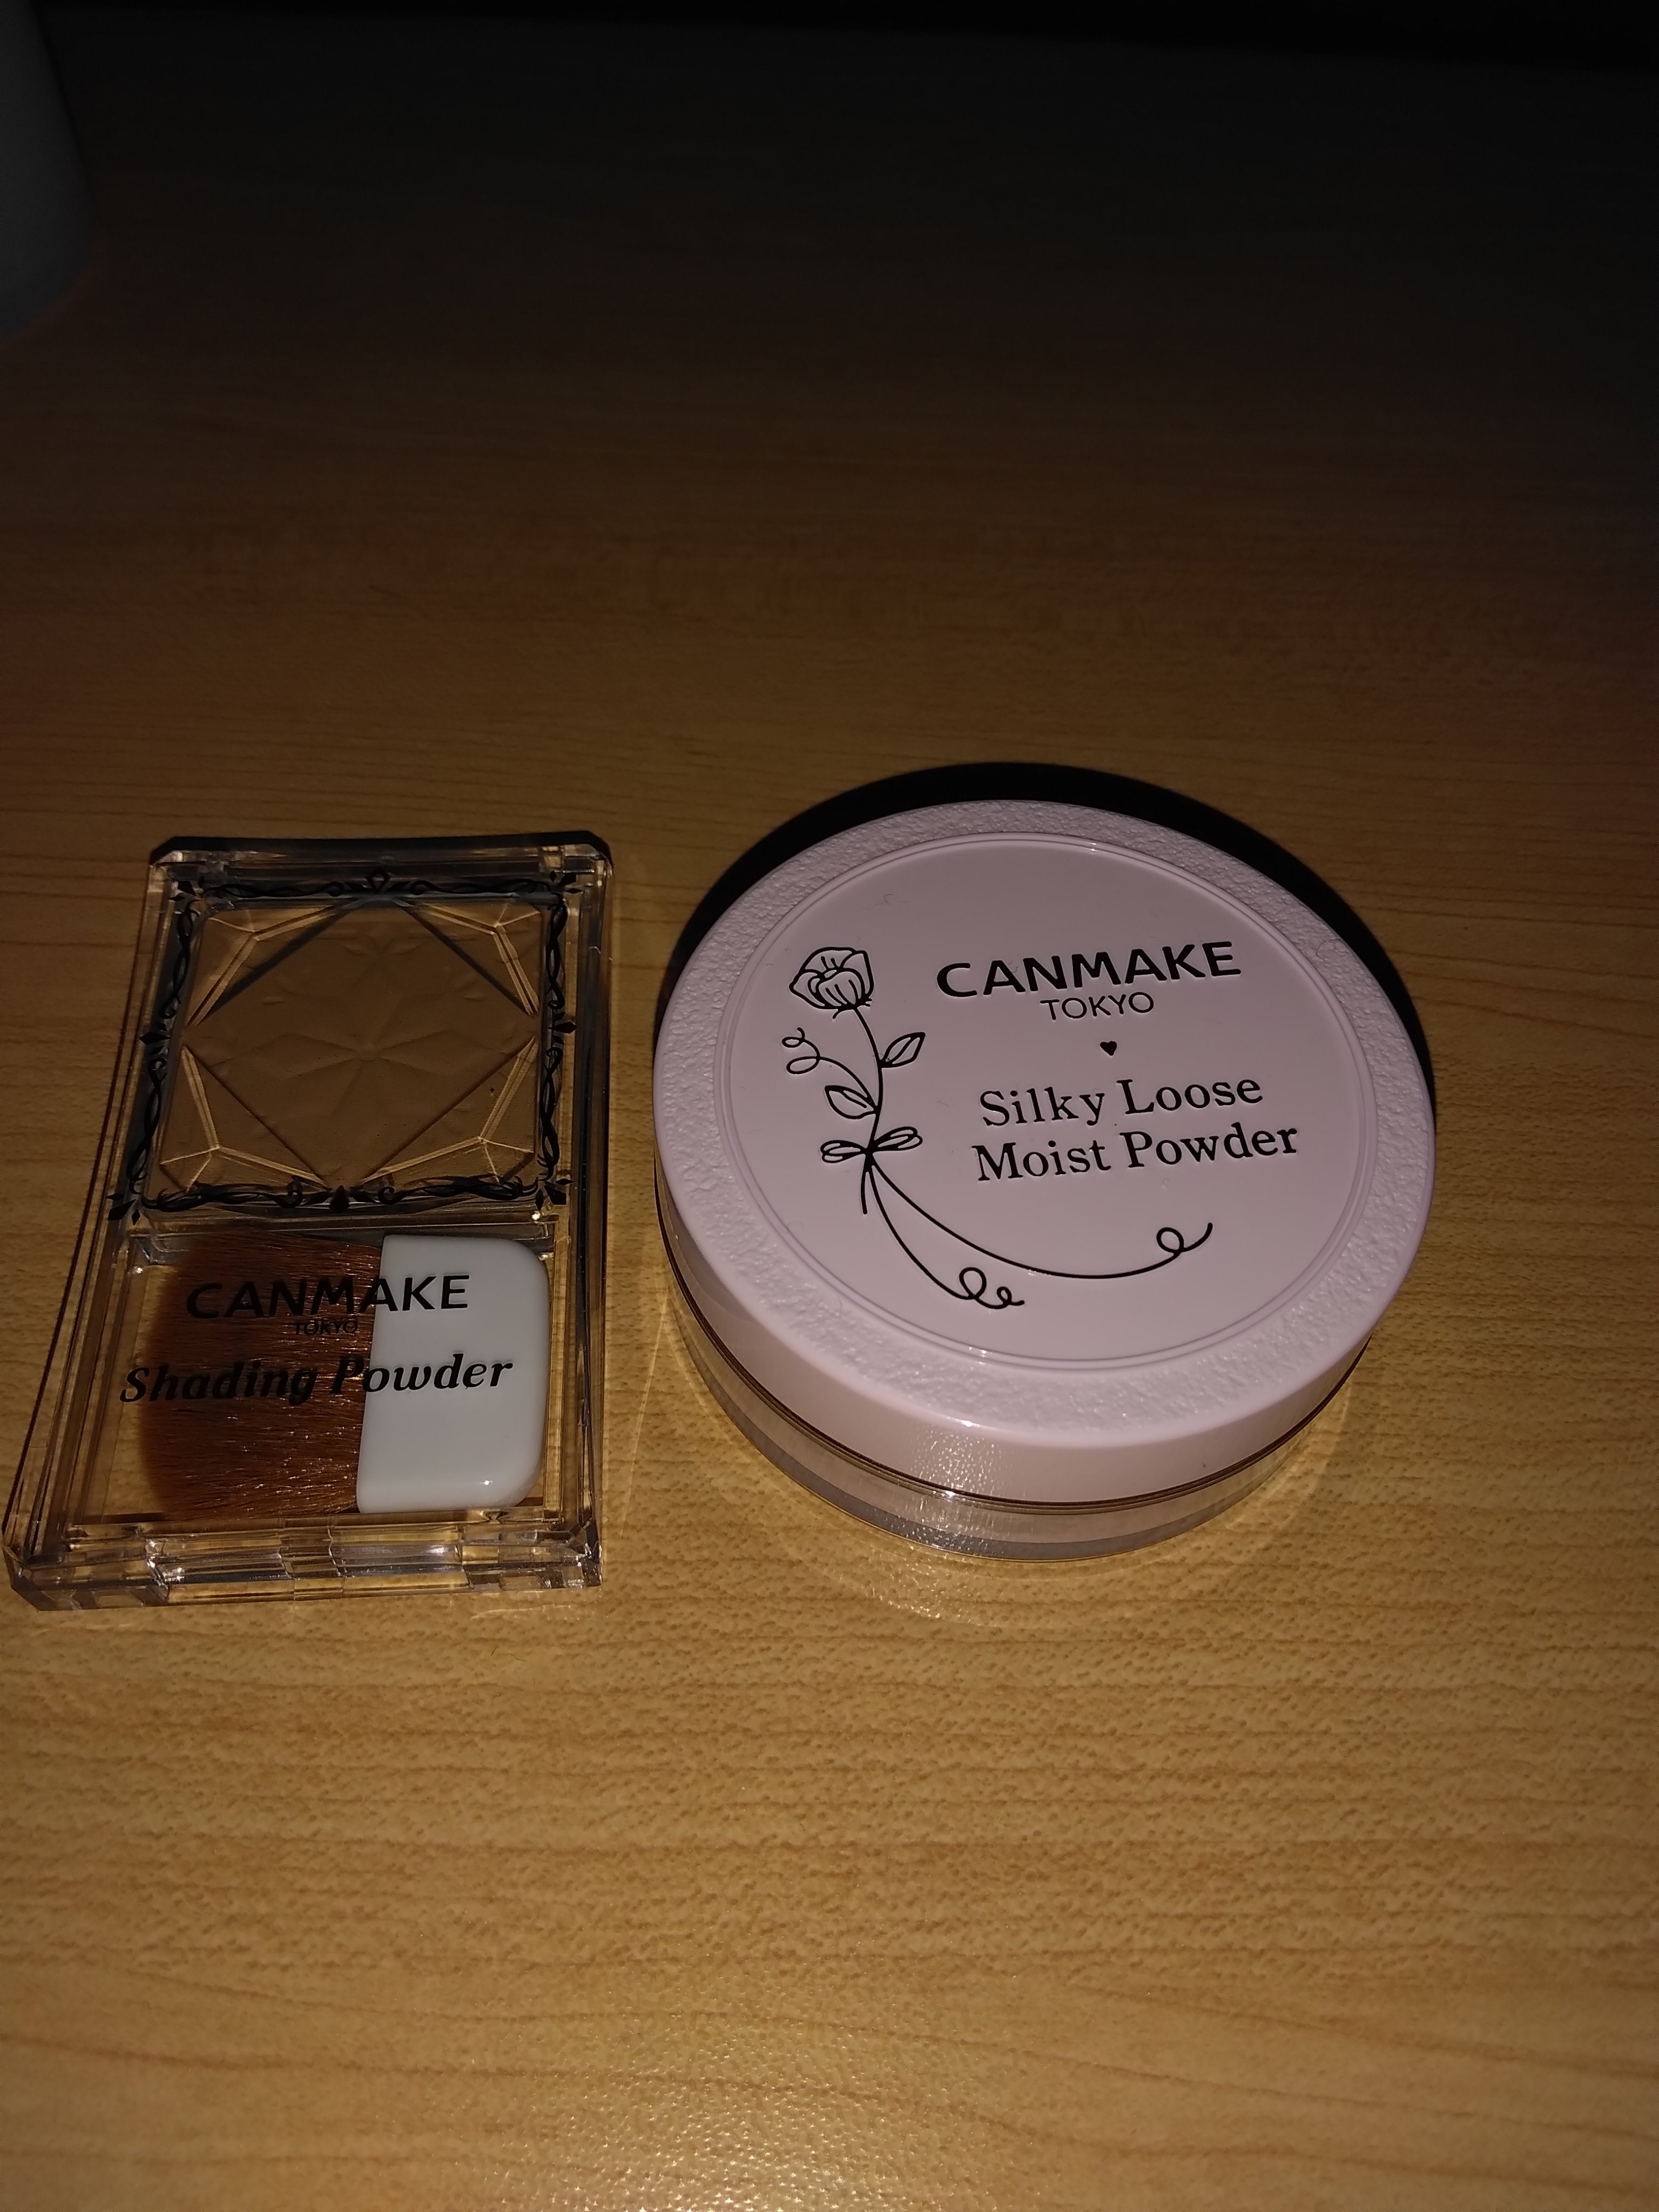 CANMAKE
TOKYO
Shading Powder
CANMAKE
TOKYO
Silky Loose
Moist Powder